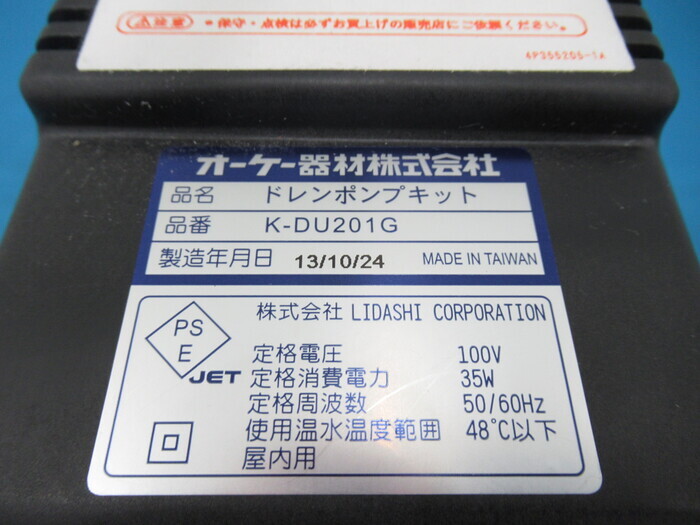 注意 ・保守・点検は必ずお買上げの販売店にご依頼ください。
4P355205-1A
オーケー器材株式会社
品名 ドレンポンプキット
品番 K-DU201G
製造年月日 13/10/24 MADE IN TAIWAN
株式会社 LIDASHI CORPORATION
PS
E
JET
定格電圧 100V
定格消費電力 35W
定格周波数 50/60Hz
使用温水温度範囲 48℃以下
屋内用